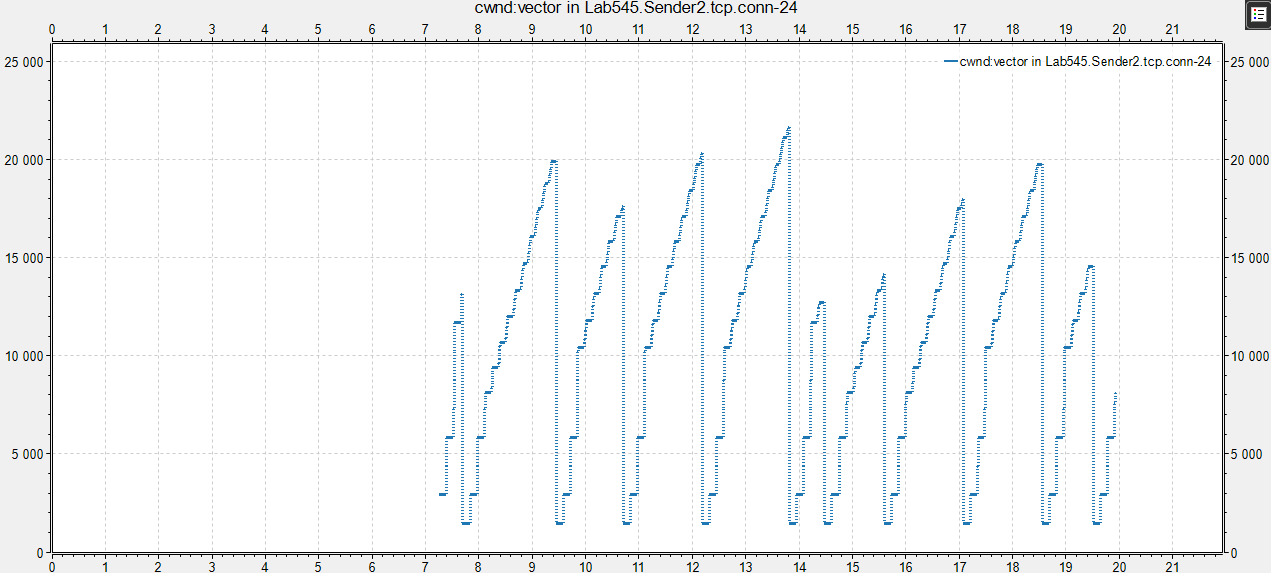 cwnd:vector in Lab545.Sender2.tcp.conn-24
0 1 2 3 4 5 6 7 8 9 10 11 12 13 14 15 16 17 18 19 20 21
25 000 cwnd:vector in Lab545.Sender2.tcp.conn-24 25 000
20 000 20 000
15 000 15 000
10 000 10 000
5 000 5 000
0 0
0 1 2 3 4 5 6 7 8 9 10 11 12 13 14 15 16 17 18 19 20 21